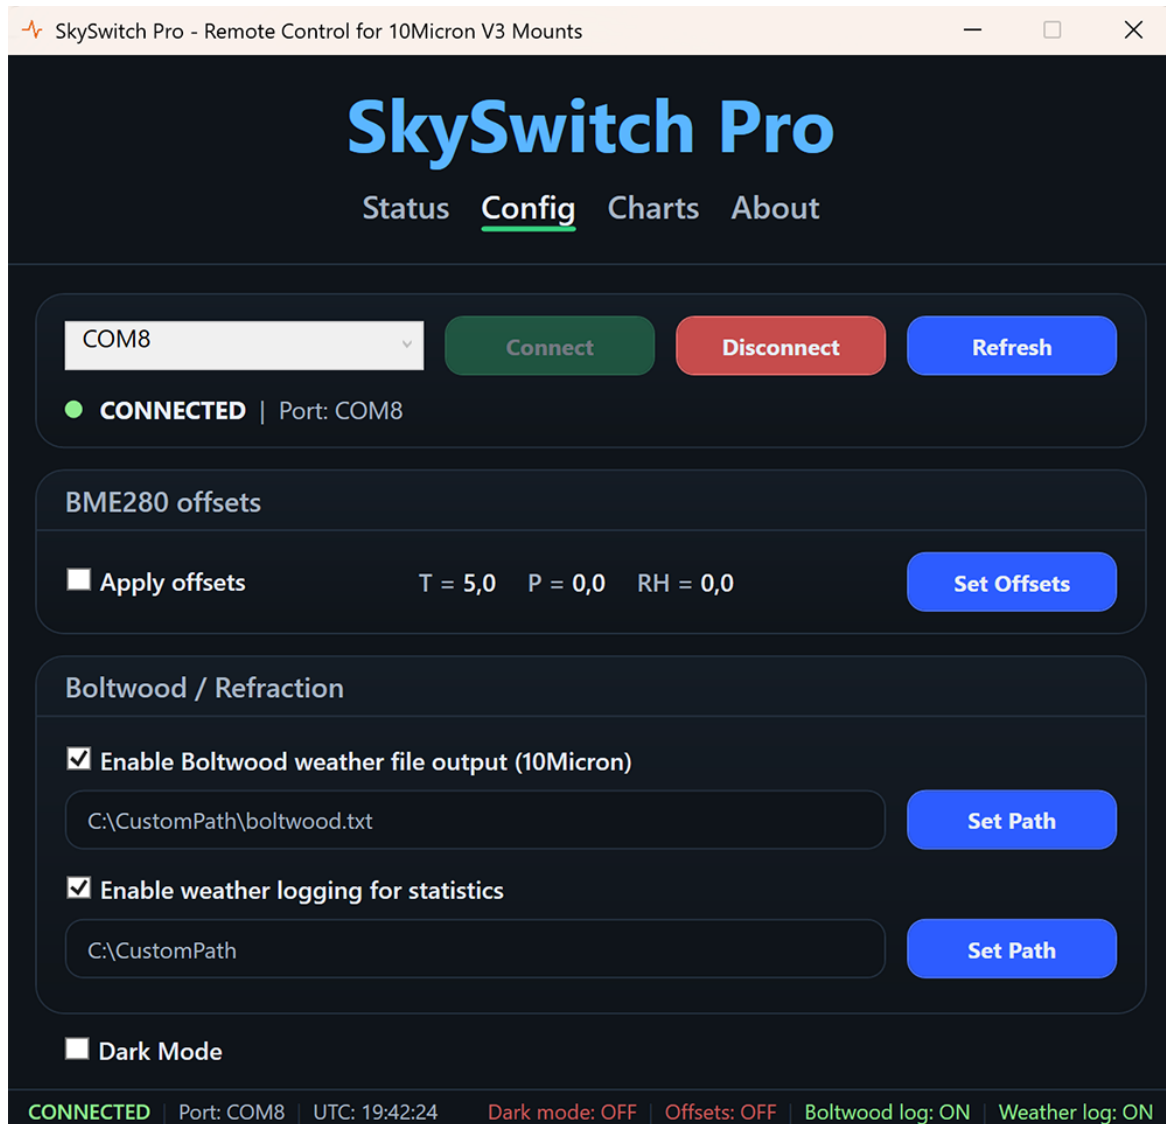 SkySwitch Pro - Remote Control for 10Micron V3 Mounts
SkySwitch Pro
Status Config Charts About
COM8 Connect Disconnect Refresh
CONNECTED | Port: COM8
BME280 offsets
Apply offsets T = 5,0 P = 0,0 RH = 0,0 Set Offsets
Boltwood / Refraction
Enable Boltwood weather file output (10Micron)
C:\CustomPath\boltwood.txt Set Path
Enable weather logging for statistics
C:\CustomPath Set Path
Dark Mode
CONNECTED | Port: COM8 | UTC: 19:42:24 Dark mode: OFF | Offsets: OFF | Boltwood log: ON | Weather log: ON